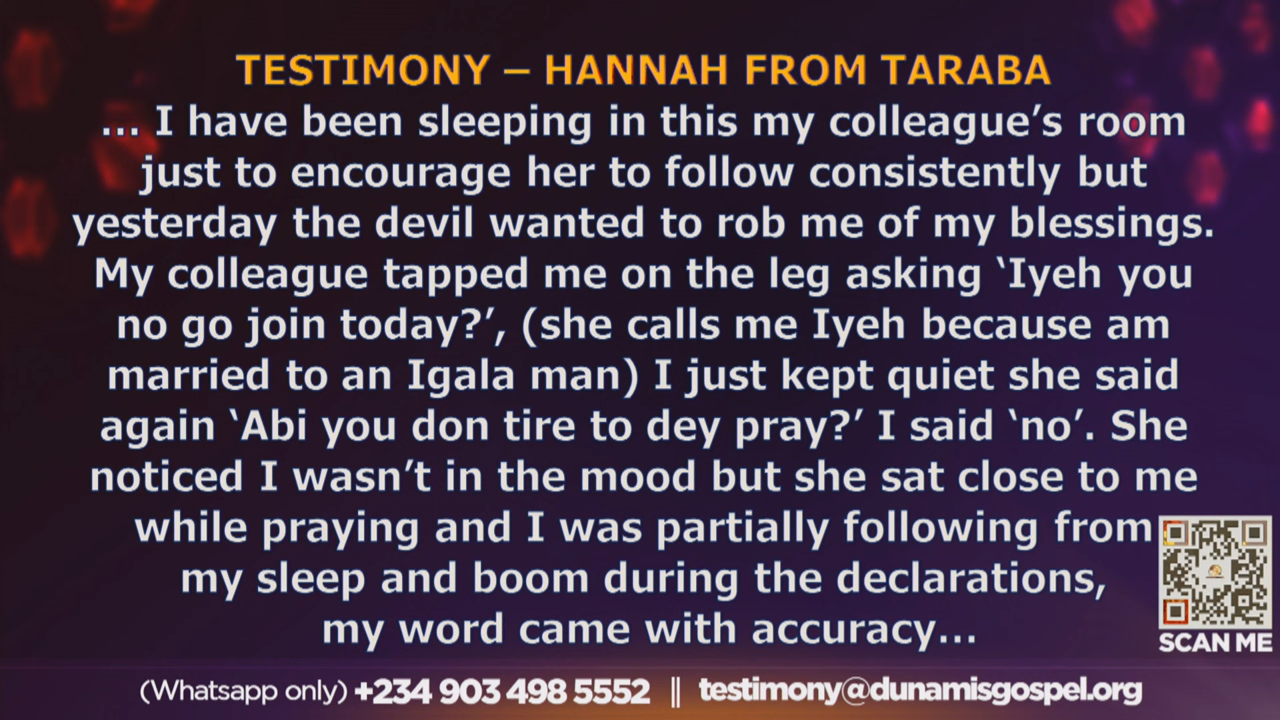 TESTIMONY – HANNAH FROM TARABA
... I have been sleeping in this my colleague’s room
just to encourage her to follow consistently but
yesterday the devil wanted to rob me of my blessings.
My colleague tapped me on the leg asking ‘Iyeh you
no go join today?’, (she calls me Iyeh because am
married to an Igala man) I just kept quiet she said
again ‘Abi you don tire to dey pray?’ I said ‘no’. She
noticed I wasn’t in the mood but she sat close to me
while praying and I was partially following from
my sleep and boom during the declarations,
my word came with accuracy...
SCAN ME
(Whatsapp only) +234 903 498 5552 || testimony@dunamisgospel.org